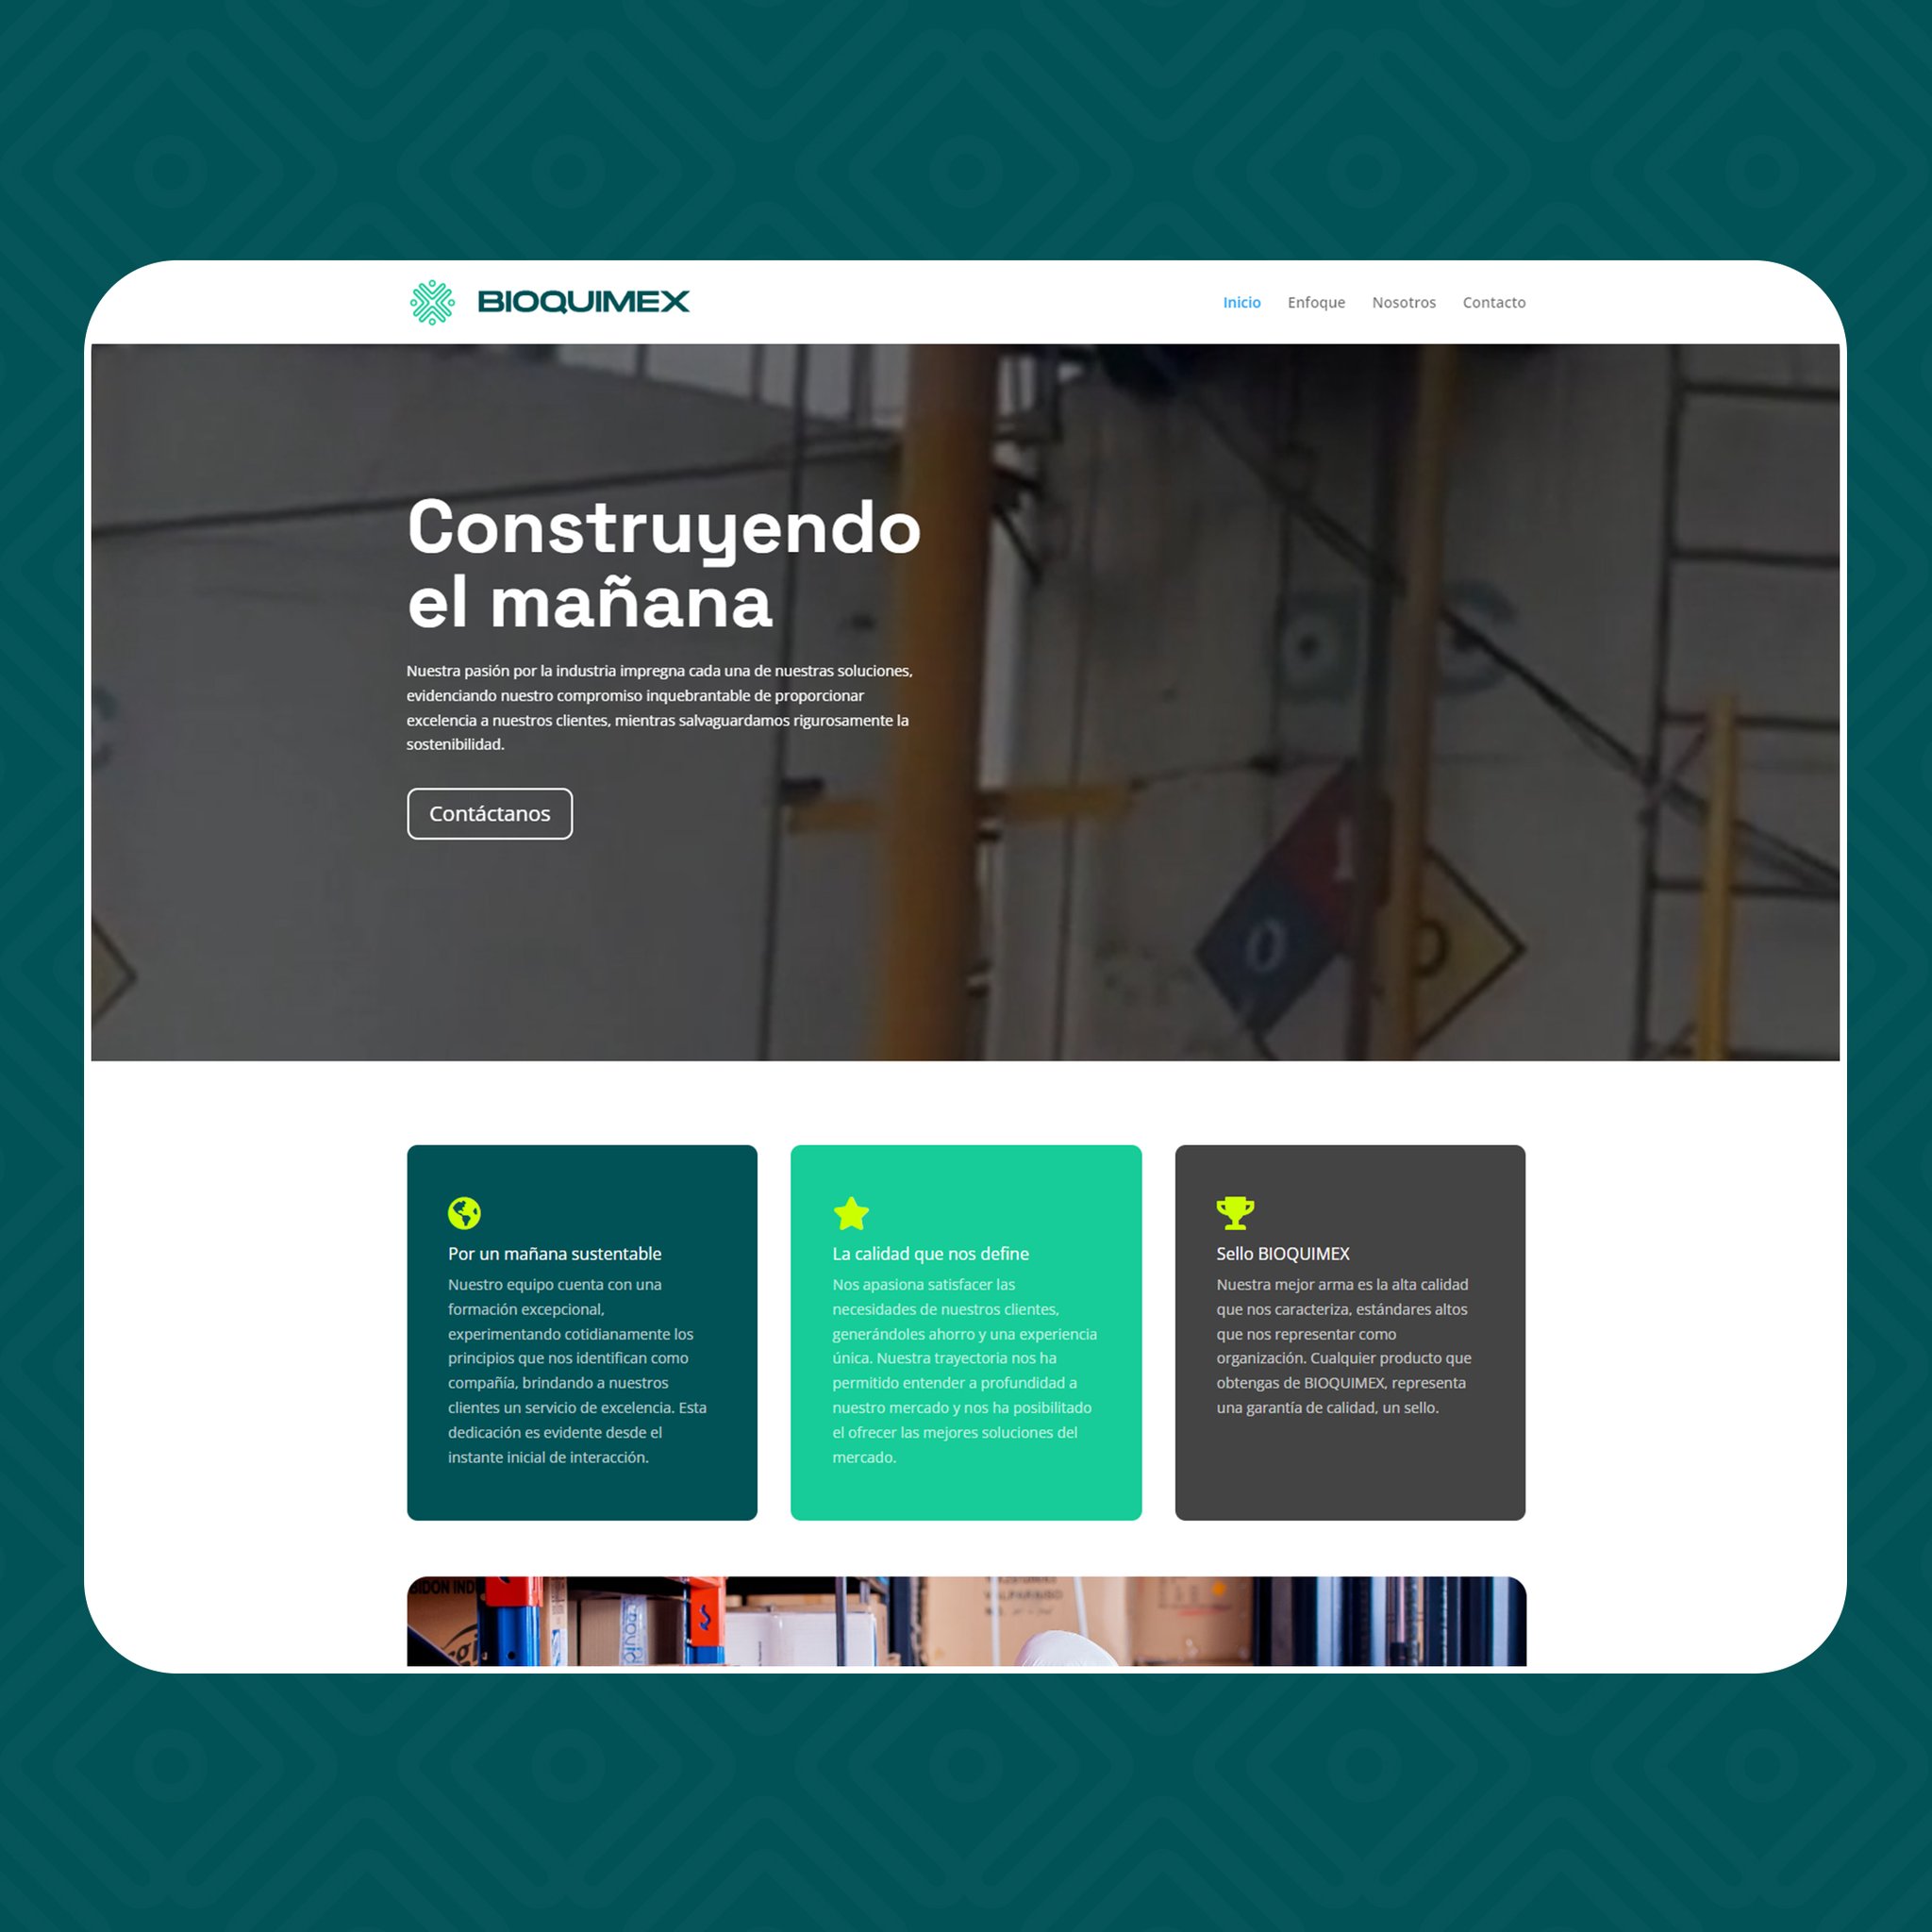 BIOQUIMEX
Inicio Enfoque Nosotros Contacto
Construyendo
el mañana
Nuestra pasión por la industria impregna cada una de nuestras soluciones,
evidenciando nuestro compromiso inquebrantable de proporcionar
excelencia a nuestros clientes, mientras salvaguardamos rigurosamente la
sostenibilidad.
Contáctanos
1
0
0
Por un mañana sustentable
Nuestro equipo cuenta con una
formación excepcional,
experimentando cotidianamente los
principios que nos identifican como
compañía, brindando a nuestros
clientes un servicio de excelencia. Esta
dedicación es evidente desde el
instante inicial de interacción.
La calidad que nos define
Nos apasiona satisfacer las
necesidades de nuestros clientes,
generándoles ahorro y una experiencia
única. Nuestra trayectoria nos ha
permitido entender a profundidad a
nuestro mercado y nos ha posibilitado
el ofrecer las mejores soluciones del
mercado.
Sello BIOQUIMEX
Nuestra mejor arma es la alta calidad
que nos caracteriza, estándares altos
que nos representar como
organización. Cualquier producto que
obtengas de BIOQUIMEX, representa
una garantía de calidad, un sello.